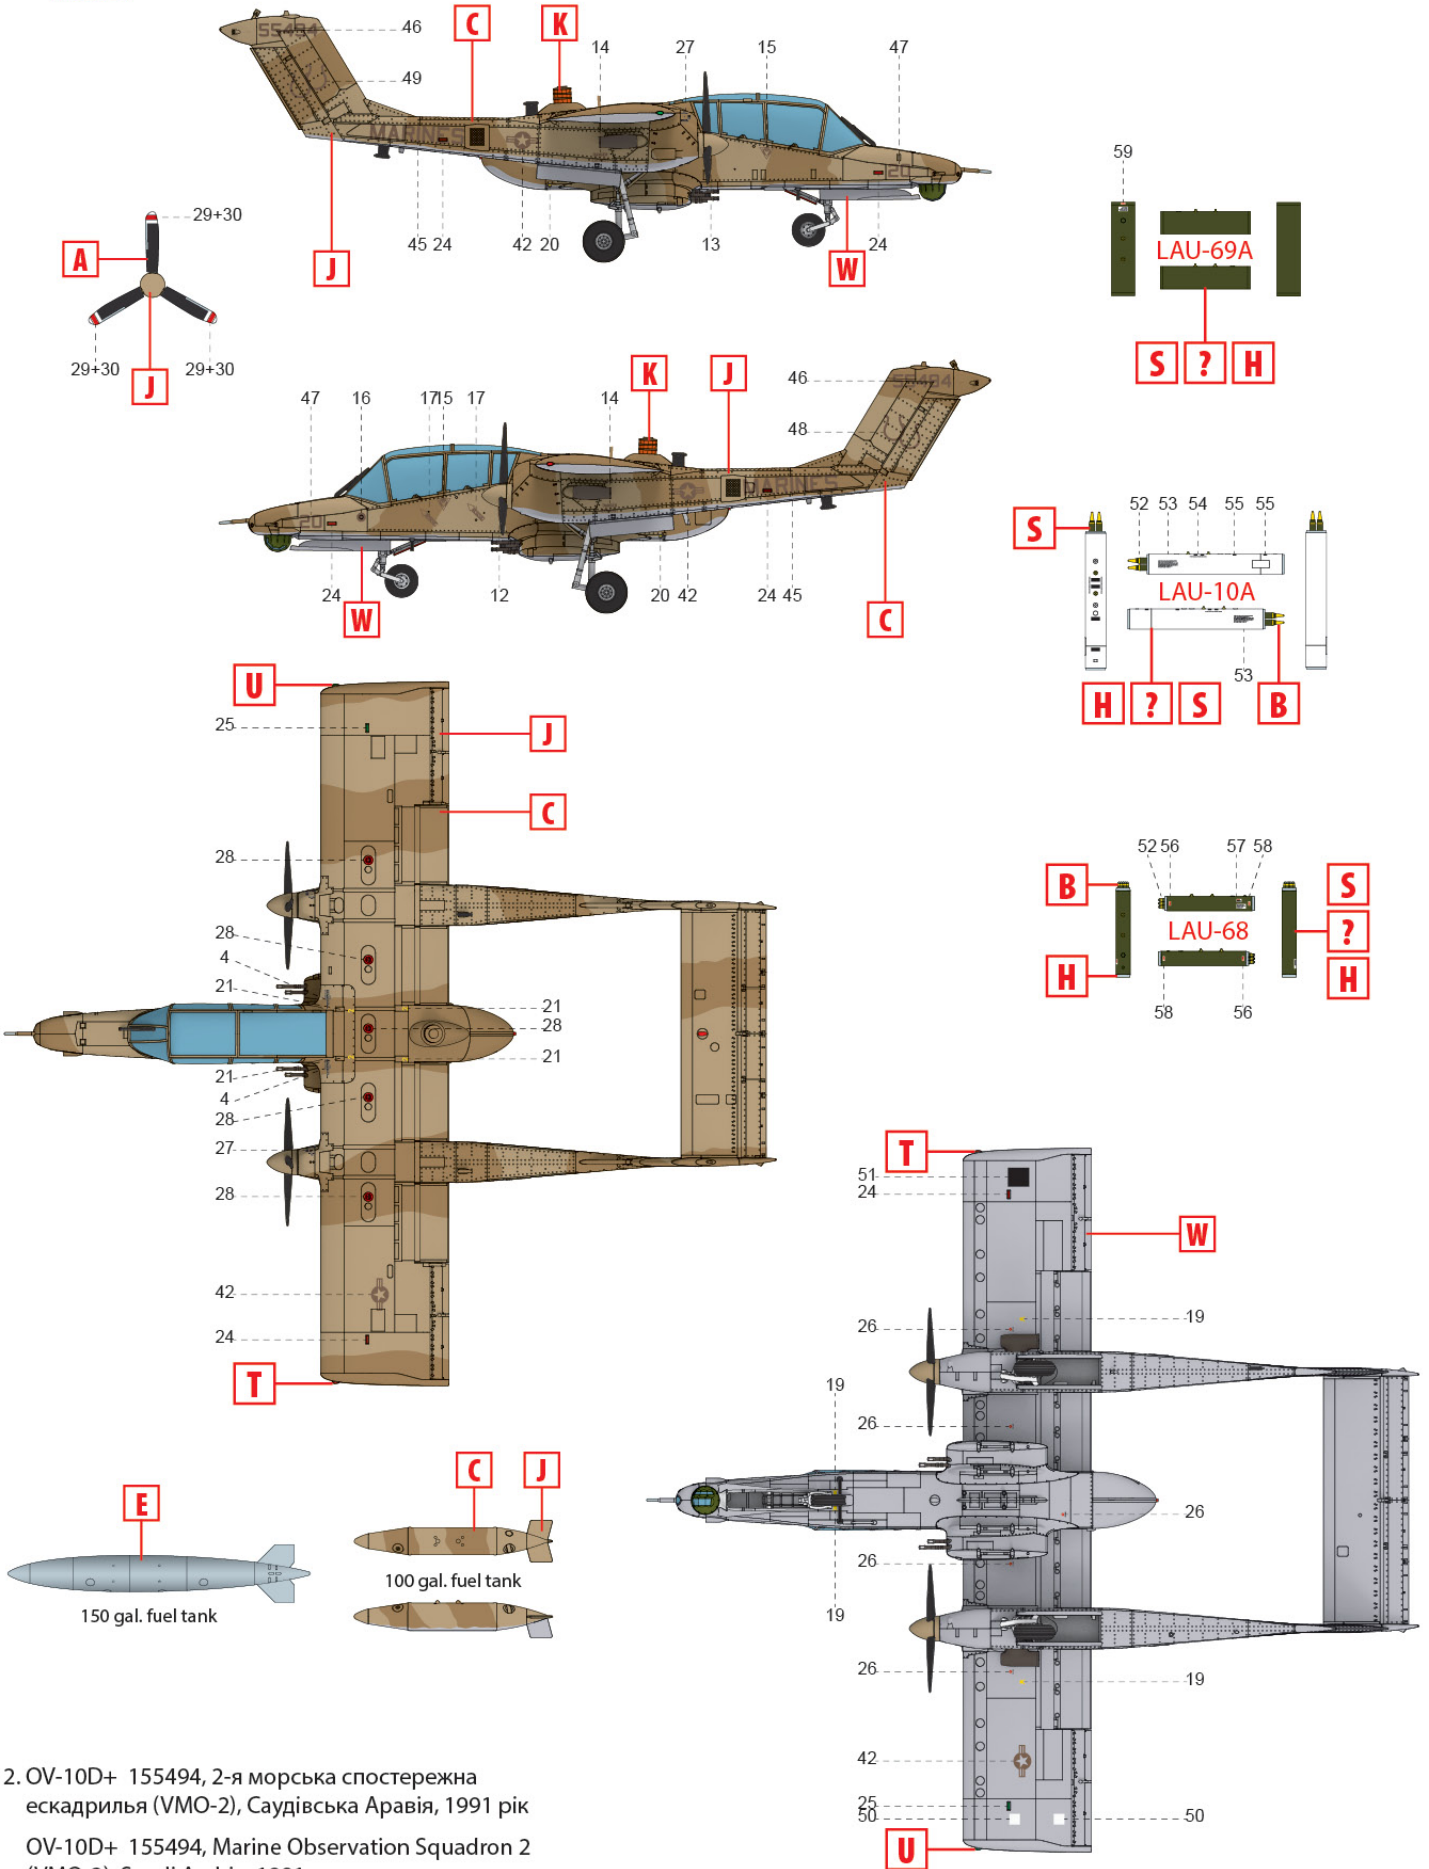 46
C
K
14
27
15
47
49
59
29+30
A
LAU-69A
45
24
42
20
13
24
J
W
29+30
29+30
J
S
?
H
K
J
46
47
16
17
15
17
14
48
52
53
54
55
55
S
LAU-10A
24
12
20
42
24
45
W
C
53
H
?
S
B
U
25
J
C
52
56
57
58
28
B
S
LAU-68
?
28
H
H
4
58
56
21
21
28
21
21
4
28
27
T
51
28
24
W
42
19
26
24
T
19
26
C
J
E
26
26
100 gal. fuel tank
150 gal. fuel tank
19
26
19
42
25
50
50
U
MARINES
120
55494
120
MARINES
2. OV-10D+ 155494, 2-я морська спостережна
ескадрилья (VMO-2), Саудівська Аравія, 1991 рік
OV-10D+ 155494, Marine Observation Squadron 2